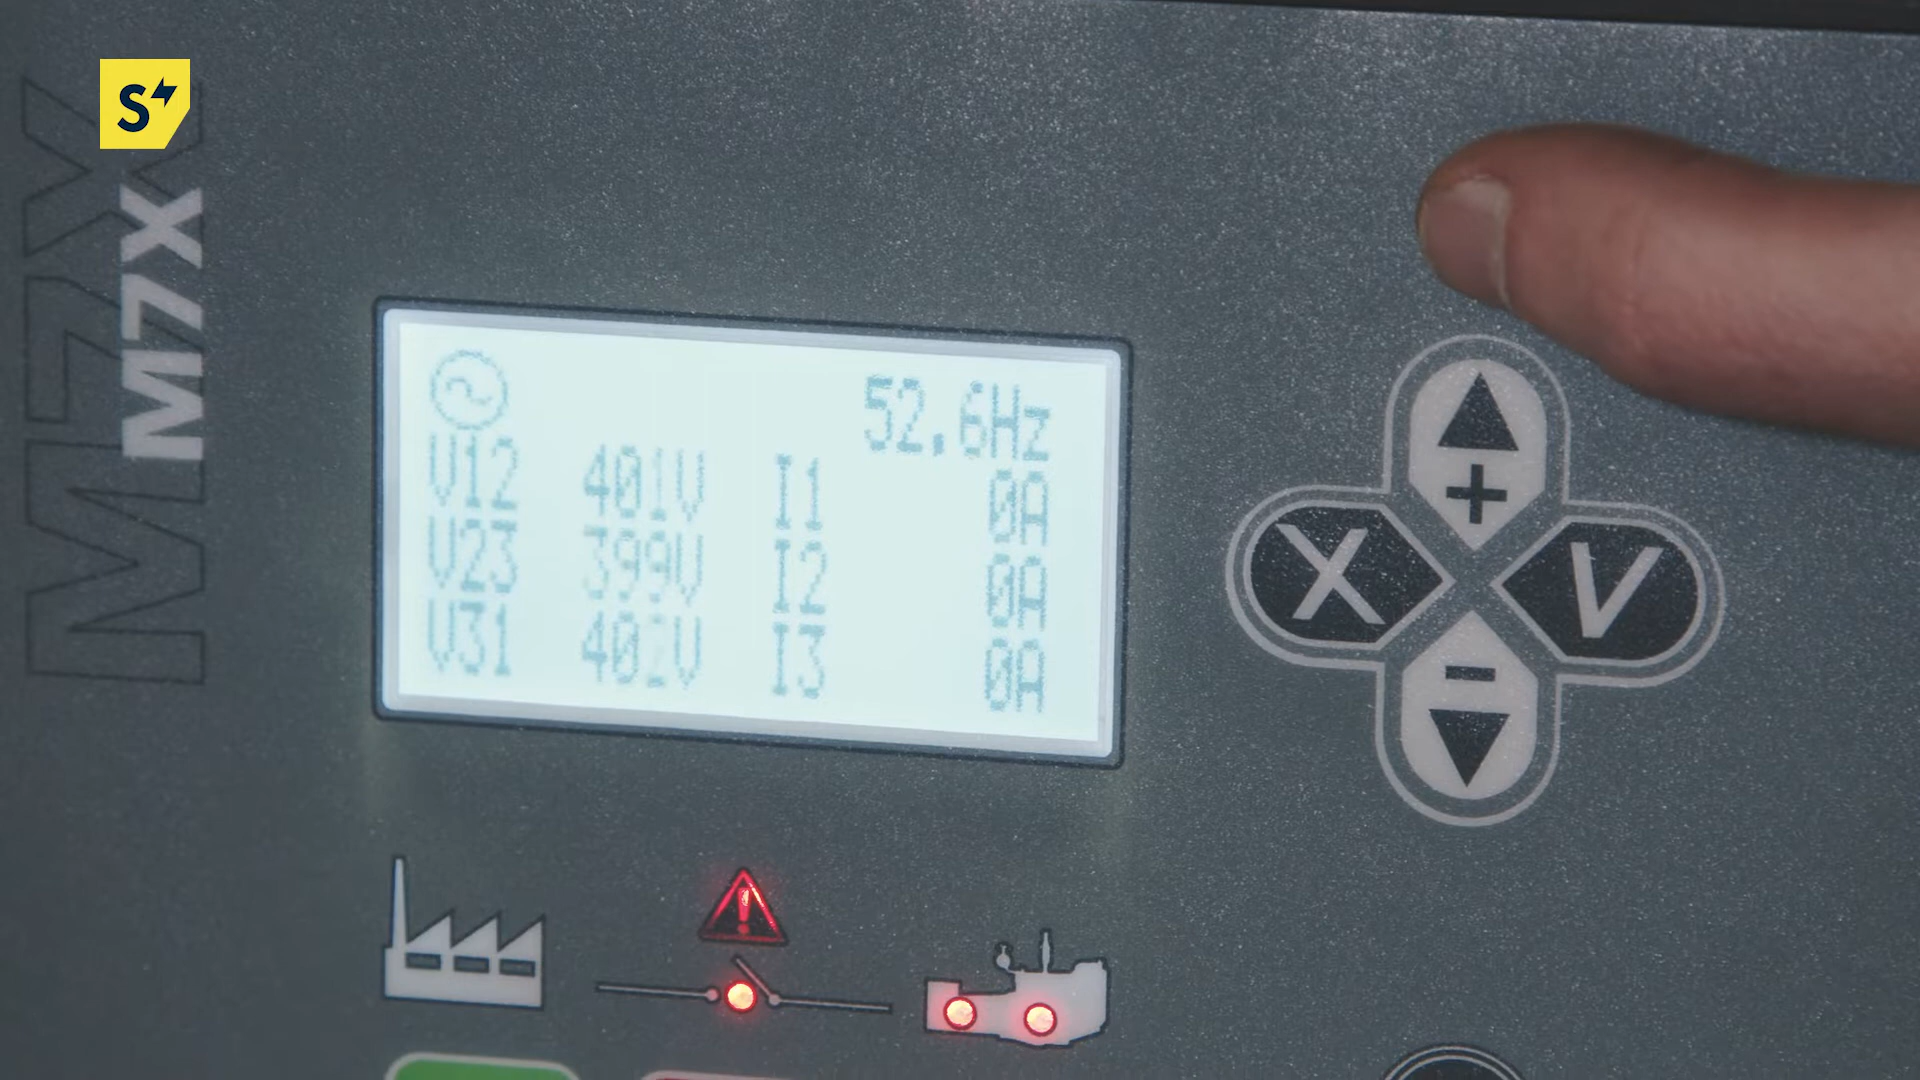 S
M7X
M7X
52.6Hz
V12 401V I1 0A
V23 399V I2 0A
V31 402V I3 0A
+
X V
-